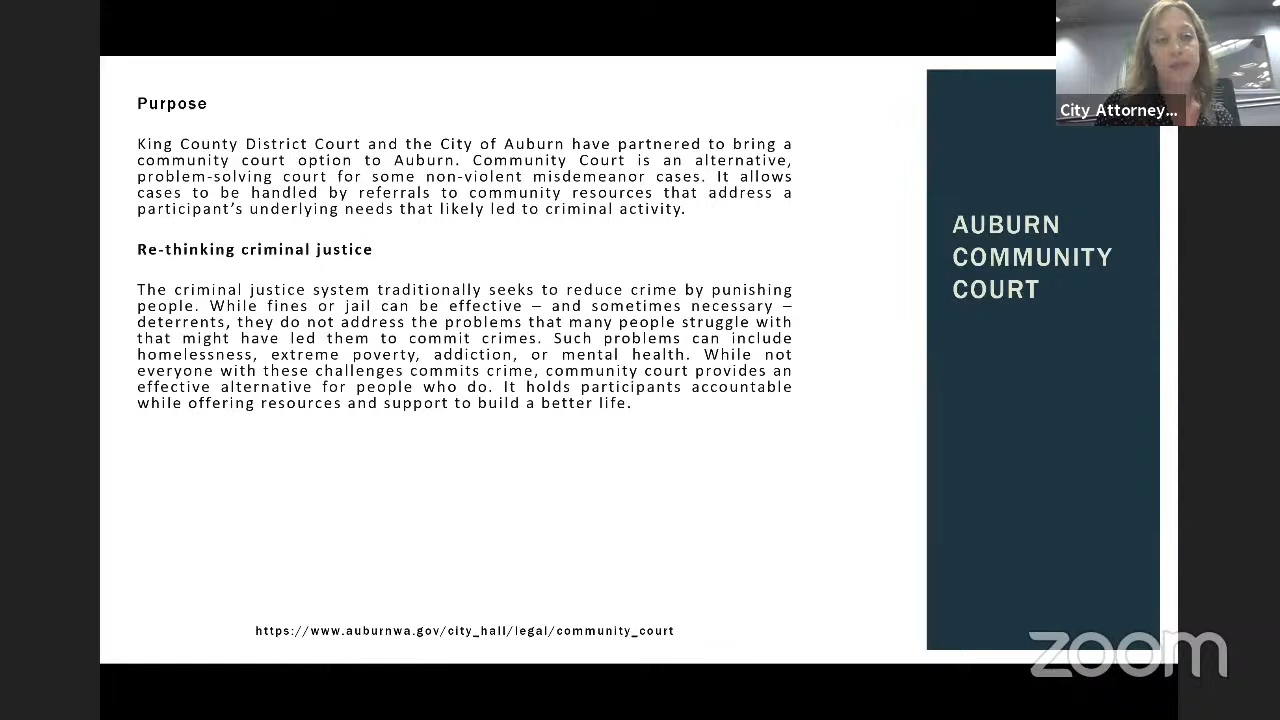 City Attorney...
Purpose
King County District Court and the City of Auburn have partnered to bring a
community court option to Auburn. Community Court is an alternative,
problem-solving court for some non-violent misdemeanor cases. It allows
cases to be handled by referrals to community resources that address a
participant's underlying needs that likely led to criminal activity.
Re-thinking criminal justice
The criminal justice system traditionally seeks to reduce crime by punishing
people. While fines or jail can be effective – and sometimes necessary –
deterrents, they do not address the problems that many people struggle with
that might have led them to commit crimes. Such problems can include
homelessness, extreme poverty, addiction, or mental health. While not
everyone with these challenges commits crime, community court provides an
effective alternative for people who do. It holds participants accountable
while offering resources and support to build a better life.
https://www.auburnwa.gov/city_hall/legal/community_court
AUBURN
COMMUNITY
COURT
zoom